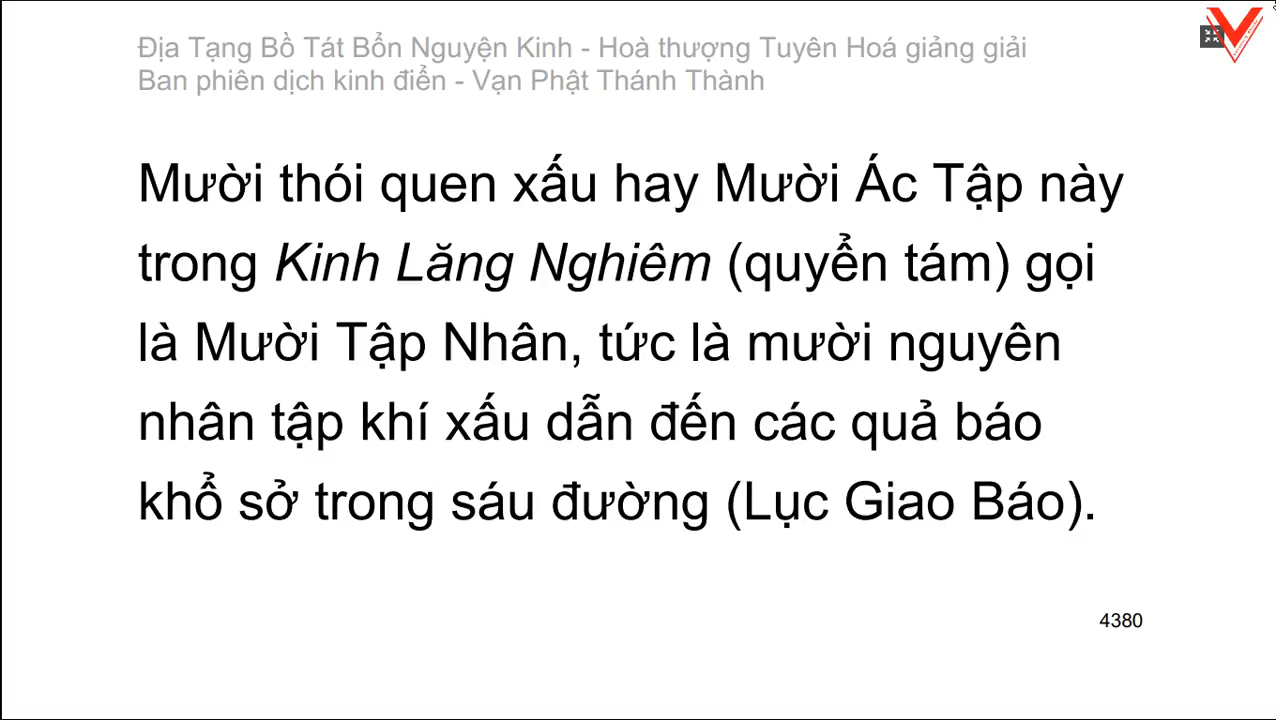 Địa Tạng Bồ Tát Bổn Nguyện Kinh - Hoà thượng Tuyên Hoá giảng giải
Ban phiên dịch kinh điển - Vạn Phật Thánh Thành
Mười thói quen xấu hay Mười Ác Tập này
trong Kinh Lăng Nghiêm (quyển tám) gọi
là Mười Tập Nhân, tức là mười nguyên
nhân tập khí xấu dẫn đến các quả báo
khổ sở trong sáu đường (Lục Giao Báo).
4380